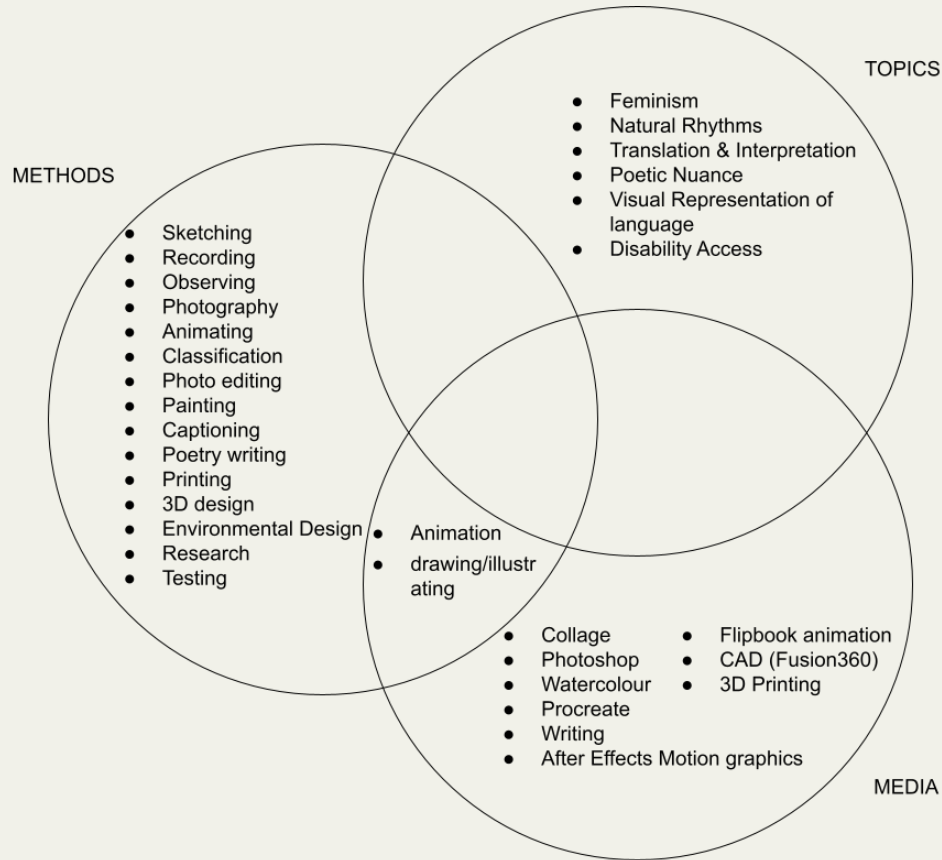 TOPICS
● Feminism
● Natural Rhythms
● Translation & Interpretation
● Poetic Nuance
● Visual Representation of
language
● Disability Access
METHODS
● Sketching
● Recording
● Observing
● Photography
● Animating
● Classification
● Photo editing
● Painting
● Captioning
● Poetry writing
● Printing
● 3D design
● Environmental Design
● Research
● Testing
● Animation
● drawing/illustr
ating
● Collage
● Photoshop
● Watercolour
● Procreate
● Writing
● After Effects Motion graphics
● Flipbook animation
● CAD (Fusion360)
● 3D Printing
MEDIA